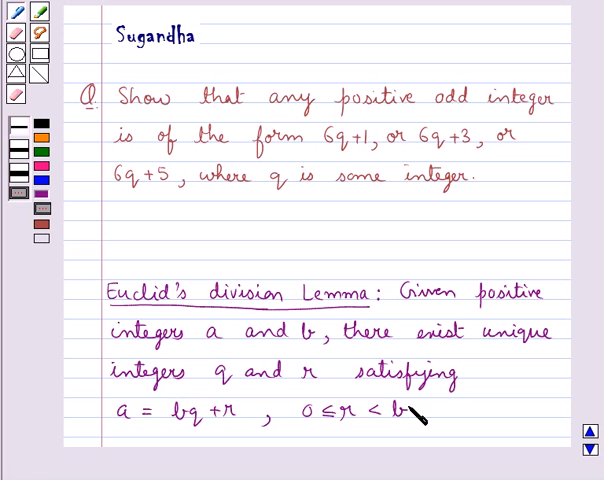 Sugandha
Q Show that any positive odd integer
is of the form 6q+1, or 6q+3, or
6q+5, where q is some integer.
Euclid's division Lemma: Given positive
integers a and b, there exist unique
integers q and r satisfying
a = bq+r , 0≤r < b